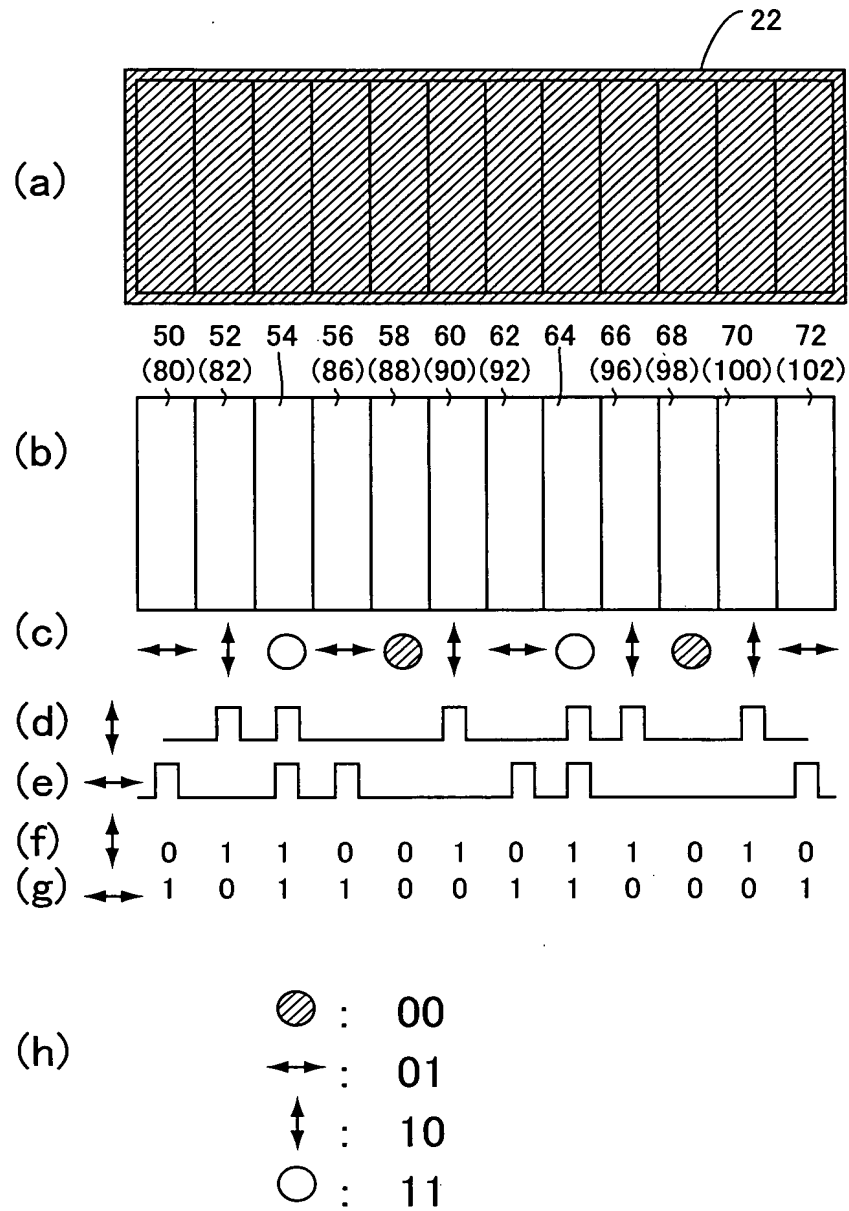 22
(a)
50 52 54 56 58 60 62 64 66 68 70 72
(80) (82) (86) (88) (90) (92) (96) (98) (100) (102)
(b)
(c)
(d)
(e)
(f) 0 1 1 0 0 1 0 1 1 0 1 0
(g) 1 0 1 1 0 0 1 1 0 0 0 1
(h)
: 00
: 01
: 10
: 11